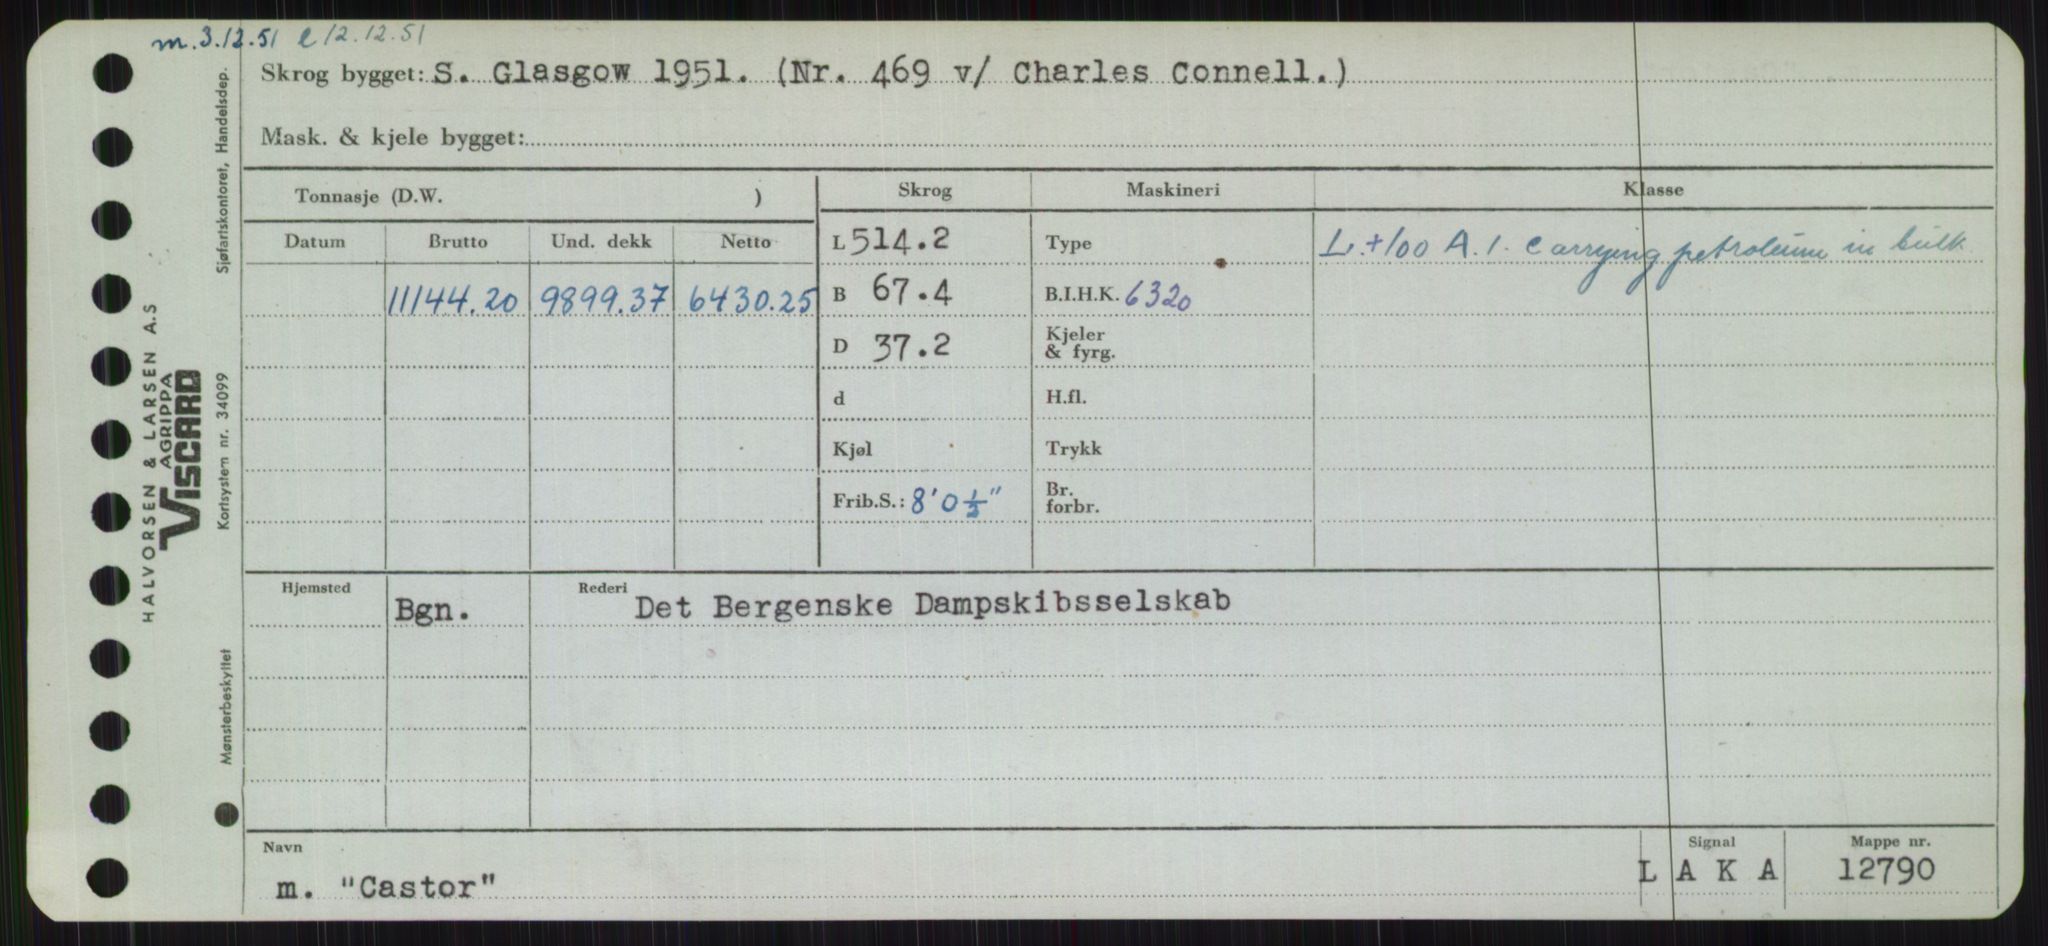 m. 3.12.51 e 12.12.51
Skrog bygget: S. Glasgow 1951. (Nr. 469 v/ Charles Connell.)
Mask. & kjele bygget:
Tonnasje (D.W. )
Skrog Maskineri Klasse
Datum Brutto Und. dekk Netto
L 514.2 Type L.+100 A.1. Carrying petroleum in bulk
11144.20 9899.37 6430.25 B 67.4 B.I.H.K. 6320
D 37.2 Kjeler
& fyrg.
d H.fl.
Kjøl Trykk
Frib.S.: 8' 0 1/2" Br.
forbr.
Hjemsted Bgn. Rederi Det Bergenske Dampskibsselskab
Navn Signal Mappe nr.
m. "Castor" L A K A 12790
HALVORSEN & LARSEN A.S
AGRIPPA
VISCARD
Mønsterbeskyttet Kortsystem nr. 34099 Sjøfartskontoret, Handelsdep.